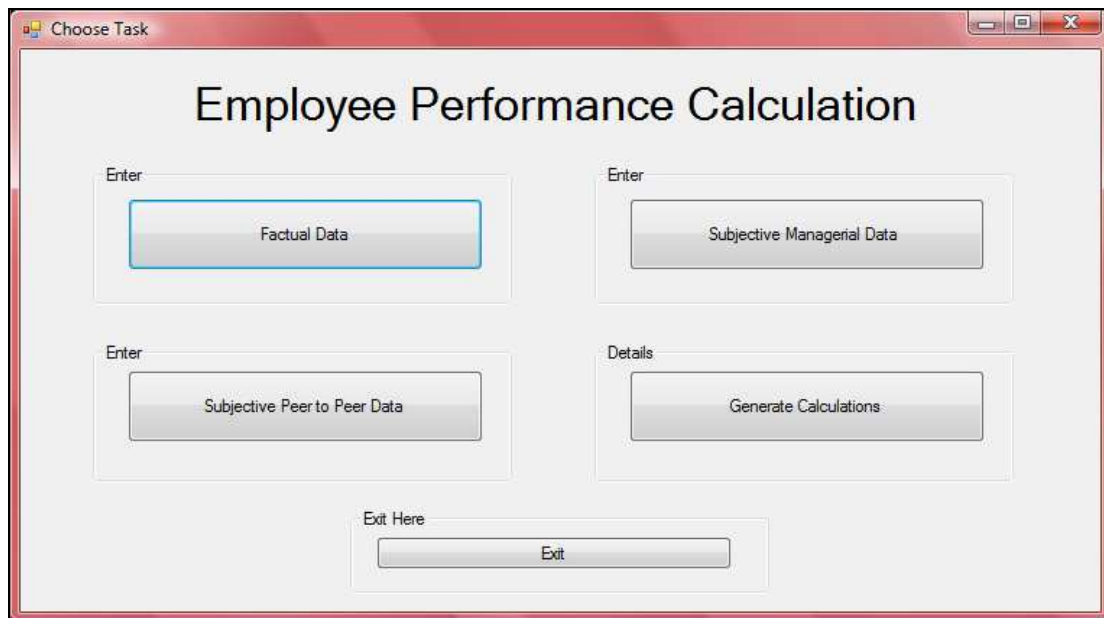 Choose Task
Employee Performance Calculation
Enter
Factual Data
Enter
Subjective Managerial Data
Enter
Subjective Peer to Peer Data
Details
Generate Calculations
Exit Here
Exit